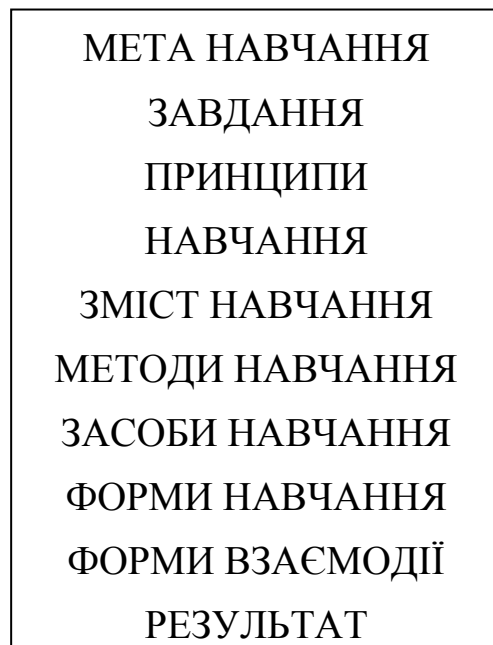 МЕТА НАВЧАННЯ
ЗАВДАННЯ
ПРИНЦИПИ
НАВЧАННЯ
ЗМІСТ НАВЧАННЯ
МЕТОДИ НАВЧАННЯ
ЗАСОБИ НАВЧАННЯ
ФОРМИ НАВЧАННЯ
ФОРМИ ВЗАЄМОДІЇ
РЕЗУЛЬТАТ